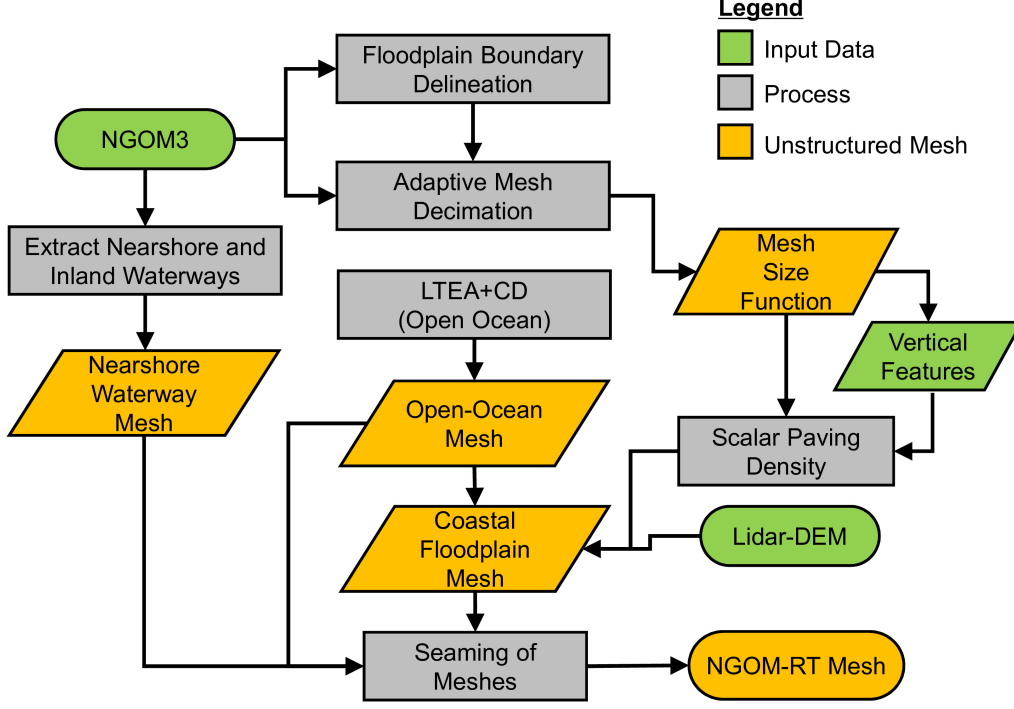 Legend
Input Data
Process
Unstructured Mesh
Floodplain Boundary
Delineation
NGOM3
Adaptive Mesh
Decimation
Extract Nearshore and
Inland Waterways
Mesh
Size
Function
LTEA+CD
(Open Ocean)
Vertical
Features
Nearshore
Waterway
Mesh
Open-Ocean
Mesh
Scalar Paving
Density
Coastal
Floodplain
Mesh
Lidar-DEM
Seaming of
Meshes
NGOM-RT Mesh